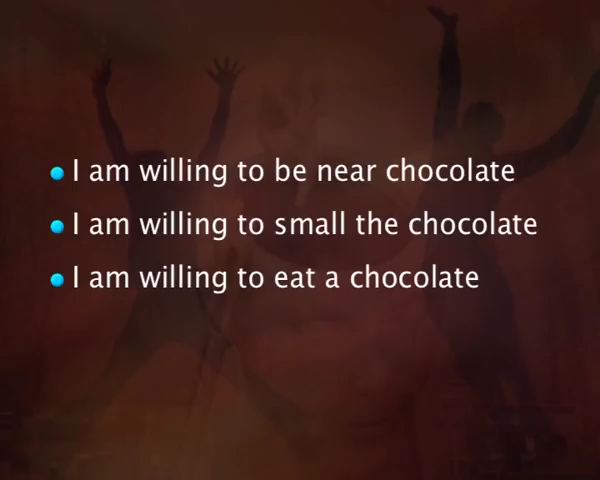 I am willing to be near chocolate
I am willing to small the chocolate
I am willing to eat a chocolate